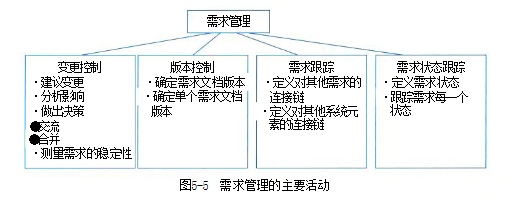 需求管理
变更控制
·建议变更
·分析影响
·做出决策
●交流
●合并
·测量需求的稳定性
版本控制
·确定需求文档版本
·确定单个需求文档
版本
需求跟踪
·定义对其他需求的
连接链
·定义对其他系统元
素的连接链
需求状态跟踪
·定义需求状态
·跟踪需求每一个
状态
图5-5 需求管理的主要活动